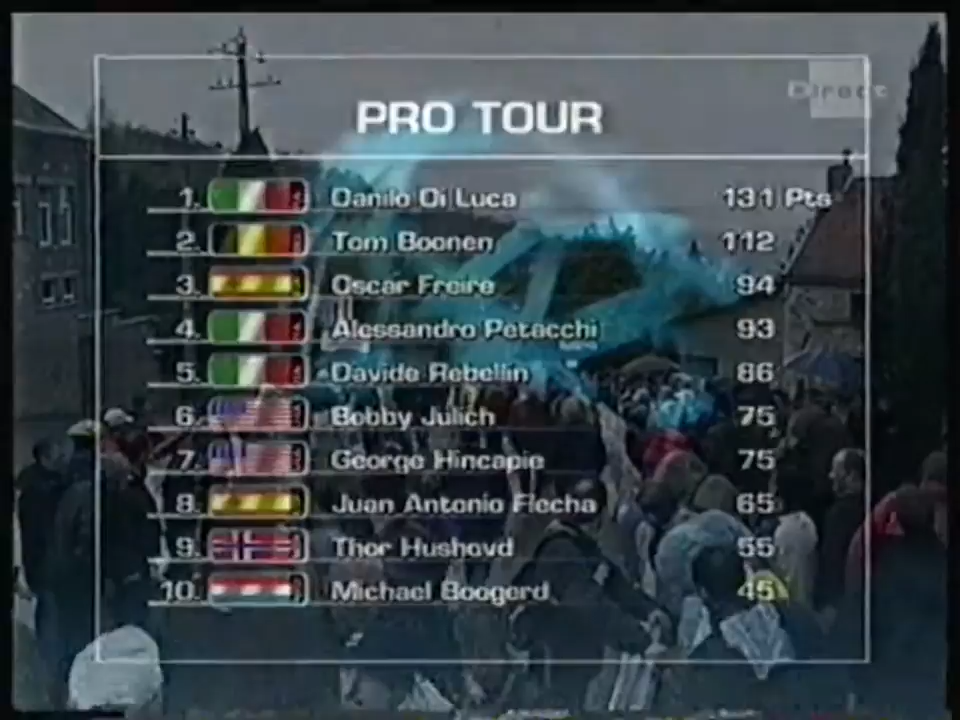 Direct
PRO TOUR
1. Danilo Di Luca 131 Pts
2. Tom Boonen 112
3. Oscar Freire 94
4. Alessandro Petacchi 93
5. Davide Rebellin 86
6. Bobby Julich 75
7. George Hincapie 75
8. Juan Antonio Flecha 65
9. Thor Hushovd 55
10. Michael Boogerd 45